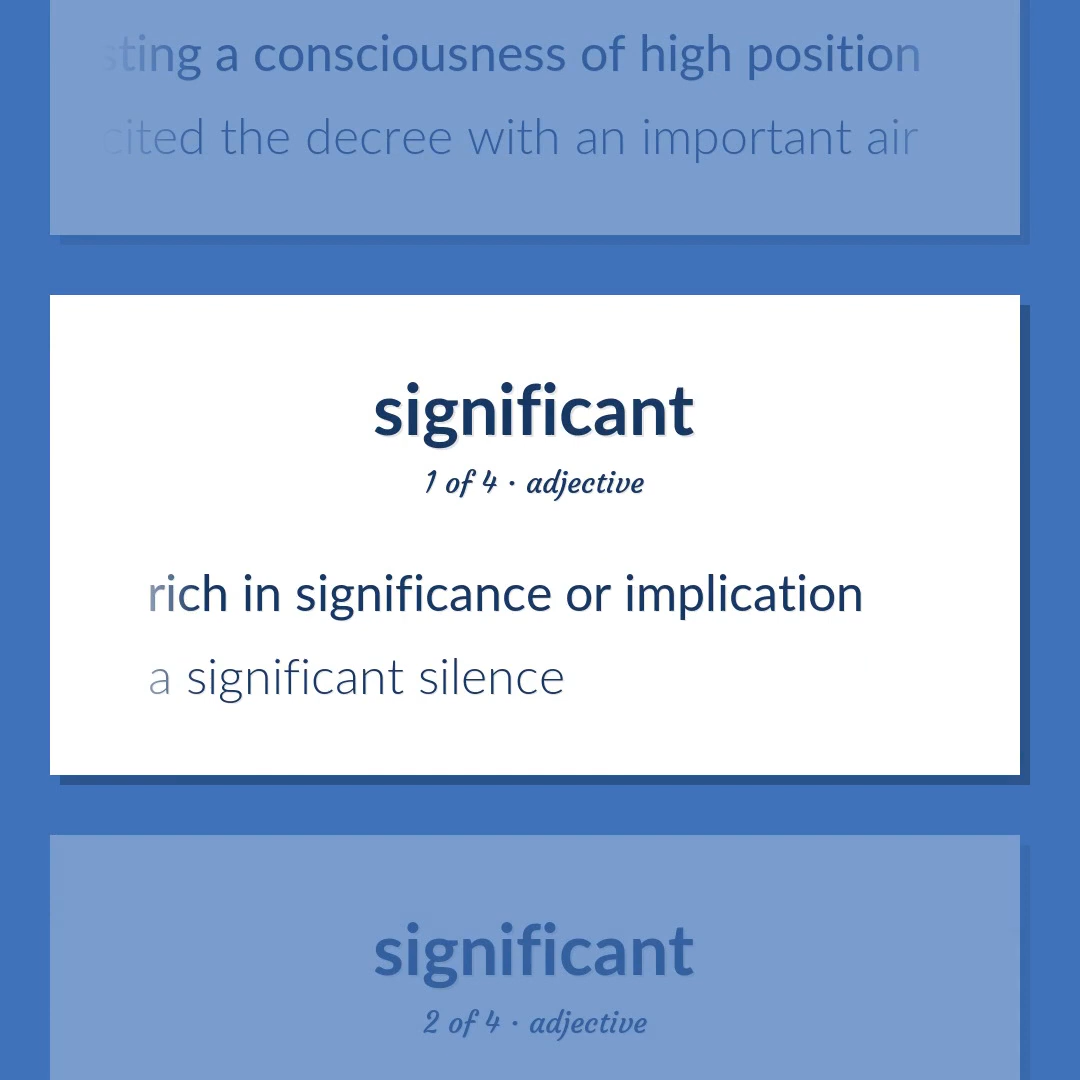 sting a consciousness of high position
cited the decree with an important air
significant
1 of 4 · adjective
rich in significance or implication
a significant silence
significant
2 of 4 · adjective